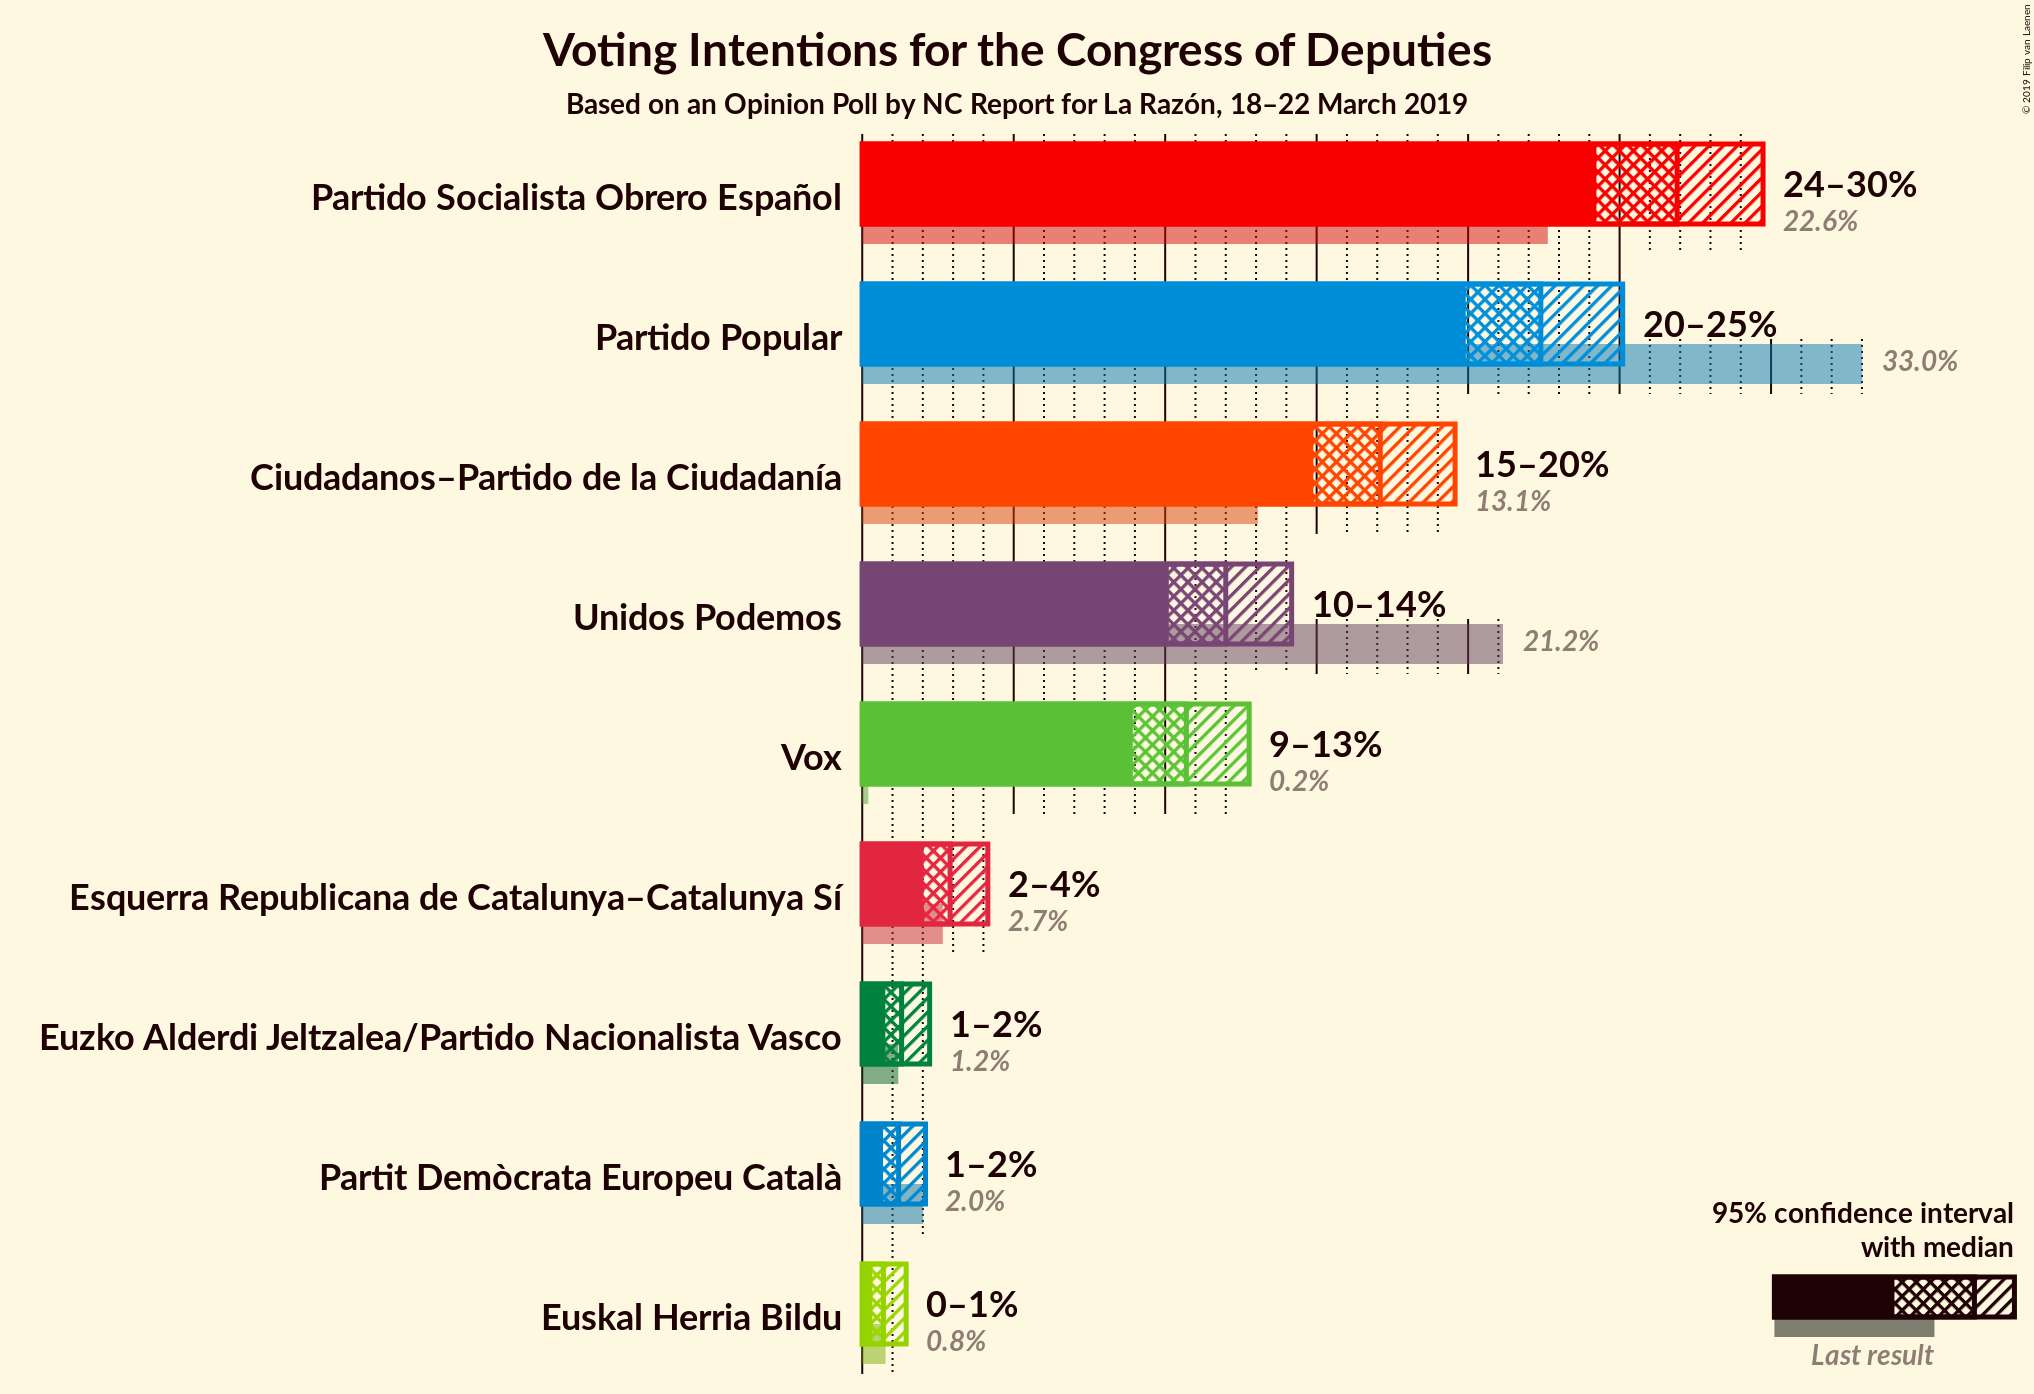 © 2019 Filip van Laenen
Voting Intentions for the Congress of Deputies
Based on an Opinion Poll by NC Report for La Razón, 18–22 March 2019
Partido Socialista Obrero Español
24–30%
22.6%
Partido Popular
20–25%
33.0%
Ciudadanos–Partido de la Ciudadanía
15–20%
13.1%
Unidos Podemos
10–14%
21.2%
Vox
9–13%
0.2%
Esquerra Republicana de Catalunya–Catalunya Sí
2–4%
2.7%
Euzko Alderdi Jeltzalea/Partido Nacionalista Vasco
1–2%
1.2%
Partit Demòcrata Europeu Català
1–2%
2.0%
Euskal Herria Bildu
0–1%
0.8%
95% confidence interval
with median
Last result